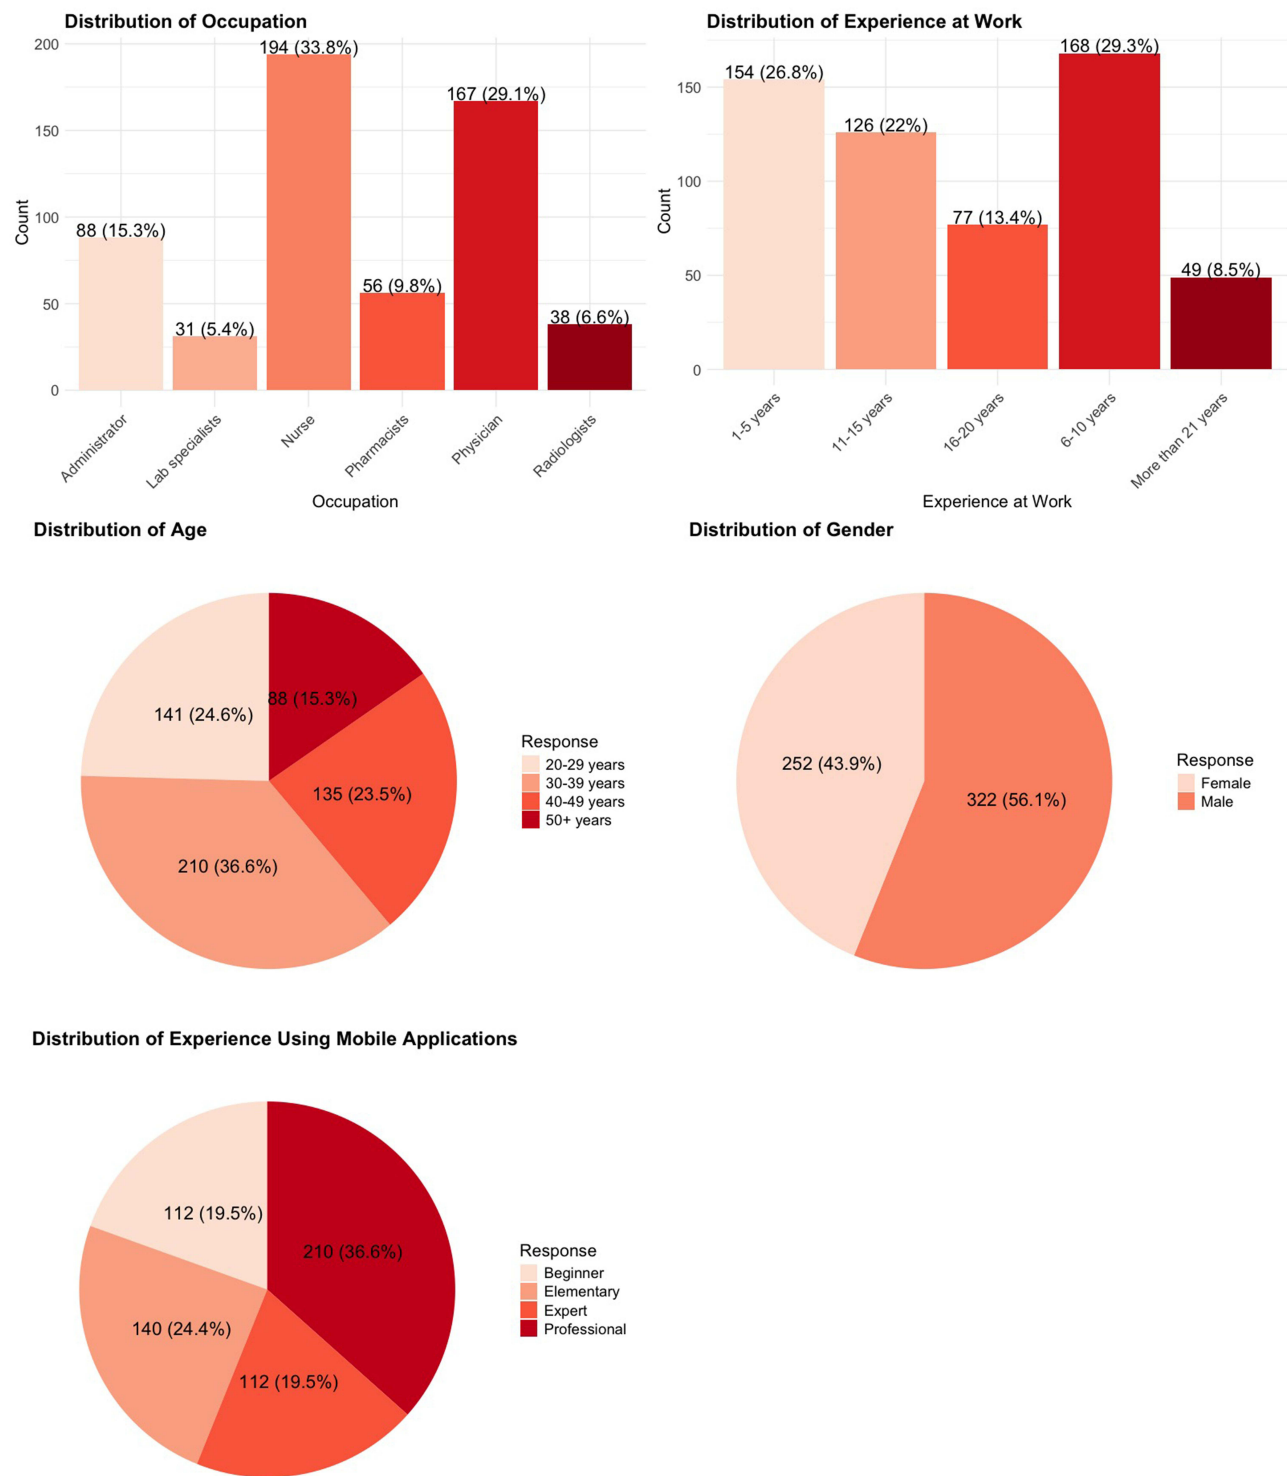 Distribution of Occupation
200
150
100
50
0
Count
88 (15.3%)
31 (5.4%)
194 (33.8%)
56 (9.8%)
167 (29.1%)
38 (6.6%)
Administrator
Lab specialists
Nurse
Pharmacists
Physician
Radiologists
Occupation
Distribution of Experience at Work
150
100
50
0
Count
154 (26.8%)
126 (22%)
77 (13.4%)
168 (29.3%)
49 (8.5%)
1-5 years
11-15 years
16-20 years
6-10 years
More than 21 years
Experience at Work
Distribution of Age
88 (15.3%)
141 (24.6%)
135 (23.5%)
210 (36.6%)
Response
20-29 years
30-39 years
40-49 years
50+ years
Distribution of Gender
252 (43.9%)
322 (56.1%)
Response
Female
Male
Distribution of Experience Using Mobile Applications
112 (19.5%)
210 (36.6%)
140 (24.4%)
112 (19.5%)
Response
Beginner
Elementary
Expert
Professional